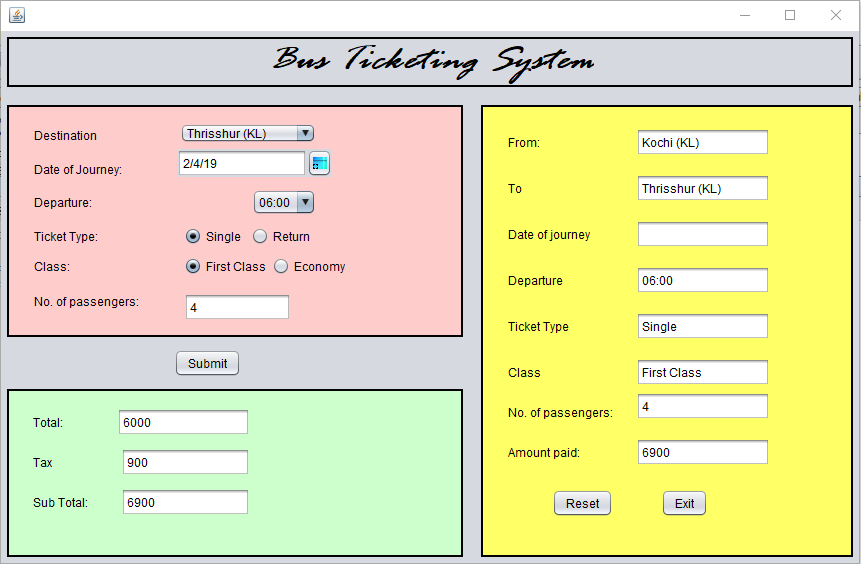 Bus Ticketing System
Destination Thrisshur (KL)
Date of Journey: 2/4/19
Departure: 06:00
Ticket Type: Single Return
Class: First Class Economy
No. of passengers: 4
Submit
Total: 6000
Tax 900
Sub Total: 6900
From: Kochi (KL)
To Thrisshur (KL)
Date of journey
Departure 06:00
Ticket Type Single
Class First Class
No. of passengers: 4
Amount paid: 6900
Reset Exit